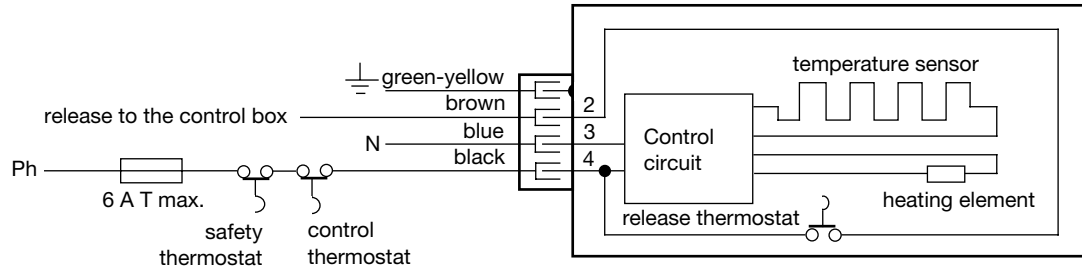 green-yellow
temperature sensor
brown
2
release to the control box
blue
3
N
Control
circuit
black
4
Ph
6 A T max.
release thermostat
heating element
safety
thermostat
control
thermostat